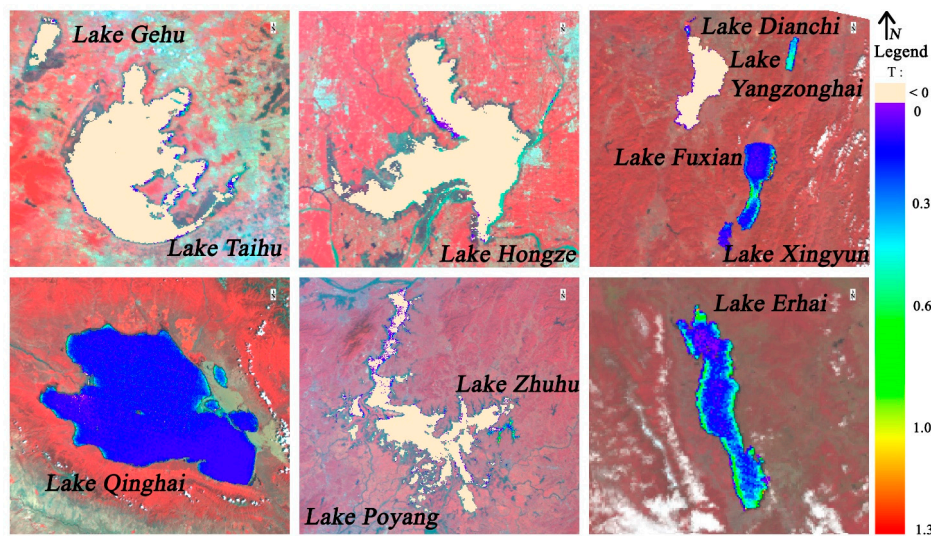 Lake Gehu
Lake Taihu
Lake Hongze
Lake Dianchi
Lake
Yangzonghai
Lake Fuxian
Lake Xingyun
N
Legend
T :
< 0
0
0.3
0.6
1.0
1.3
Lake Qinghai
Lake Zhuhu
Lake Poyang
Lake Erhai